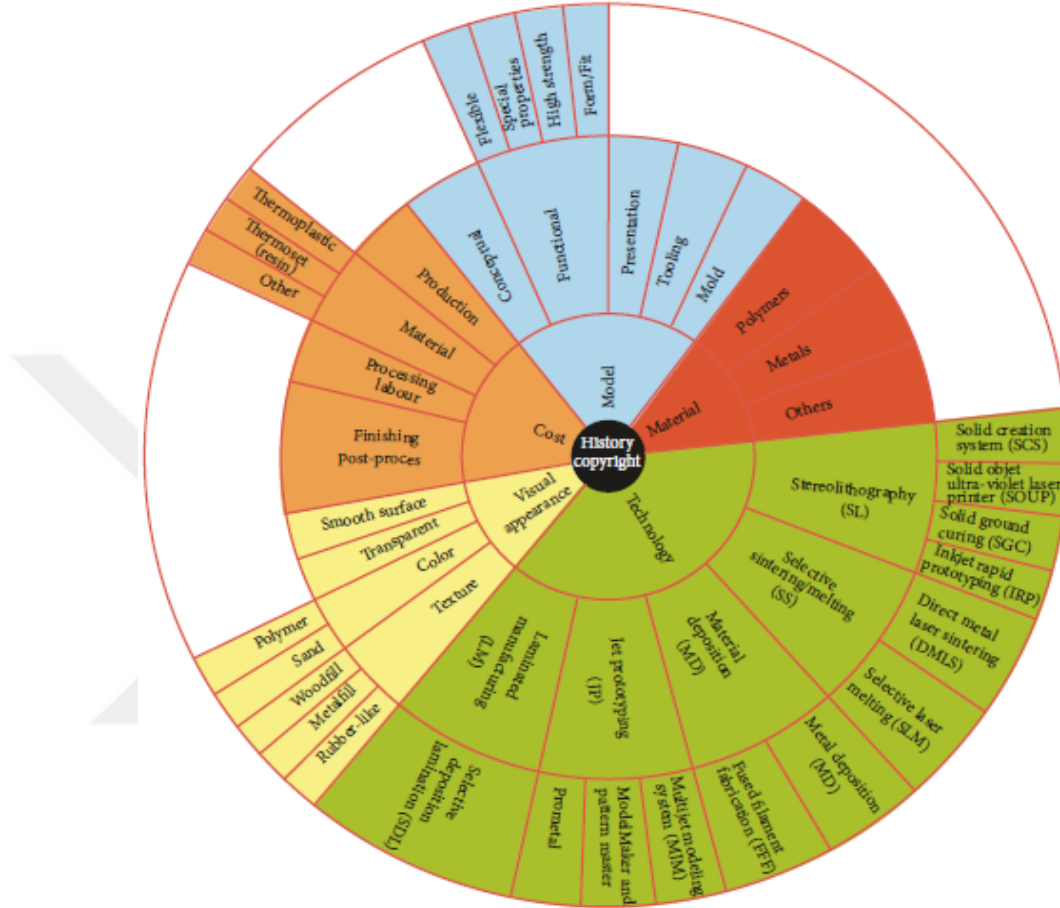 History
copyright
Model
Conceptual
Functional
Flexible
Special
properties
High strength
Form/Fit
Presentation
Tooling
Mold
Material
Polymers
Metals
Others
Technology
Stereolithography
(SL)
Solid creation
system (SCS)
Solid objet
ultra-violet laser
printer (SOUP)
Solid ground
curing (SGC)
Inkjet rapid
prototyping (IRP)
Selective
sintering/melting
(SS)
Direct metal
laser sintering
(DMLS)
Selective laser
melting (SLM)
Material
deposition
(MD)
Metal deposition
(MD)
Fused filament
fabrication (FFF)
Jet prototyping
(JP)
Multijet modeling
system (MIM)
ModelMaker and
pattern master
Prometal
Laminated
manufacturing
(LM)
Selective
deposition
lamination (SDL)
Visual
appearance
Texture
Rubber-like
Metalfill
Woodfill
Sand
Polymer
Color
Transparent
Smooth surface
Cost
Finishing
post-proces
Processing
labour
Material
Other
Thermoset
(resin)
Thermoplastic
Production